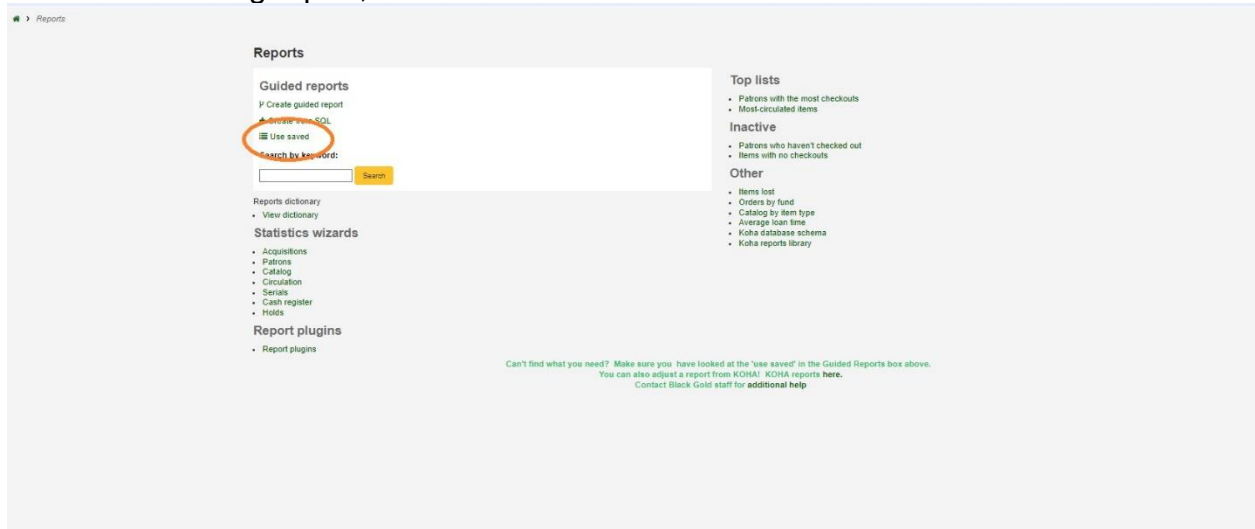 Reports
Reports
Guided reports
Create guided report
SQL
Use saved
Search by keyword:
Search
Reports dictionary
View dictionary
Statistics wizards
Acquisitions
Patrons
Catalog
Circulation
Serials
Cash register
Holds
Report plugins
Report plugins
Top lists
Patrons with the most checkouts
Most-circulated items
Inactive
Patrons who haven't checked out
Items with no checkouts
Other
Items lost
Orders by fund
Catalog by item type
Average loan time
Koha database schema
Koha reports library
Can't find what you need? Make sure you have looked at the 'use saved' in the Guided Reports box above.
You can also adjust a report from KOHA! KOHA reports here.
Contact Black Gold staff for additional help